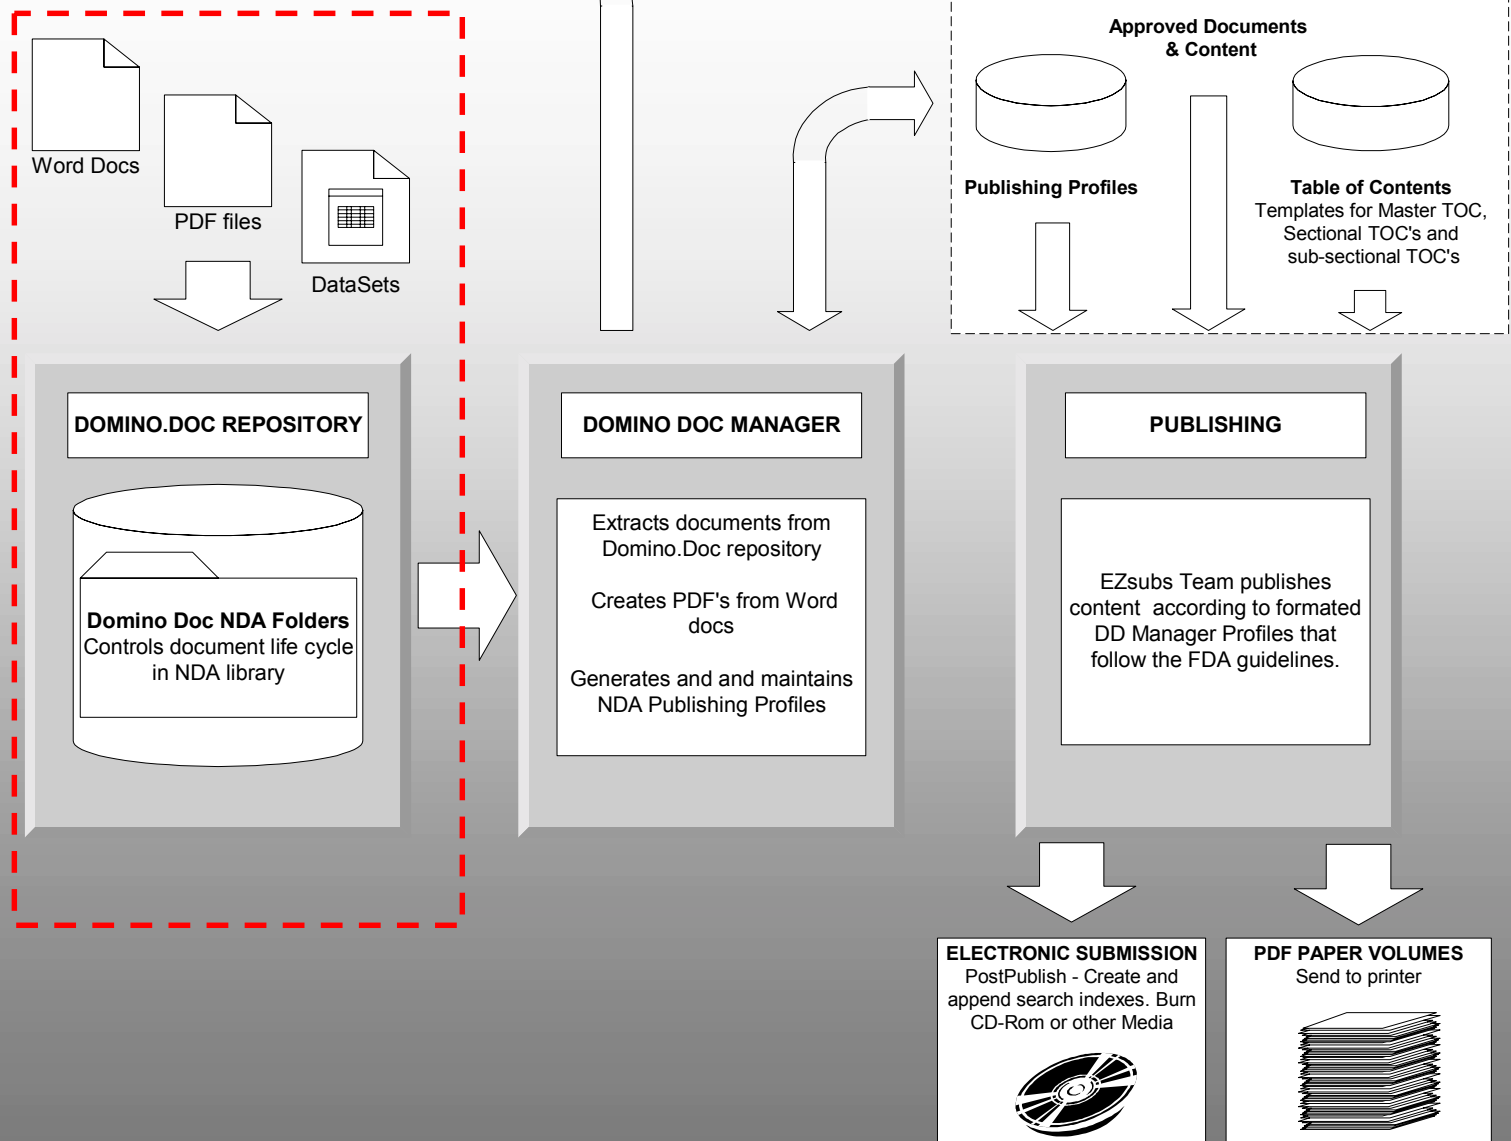 Word Docs
PDF files
DataSets
Approved Documents
& Content
Publishing Profiles
Table of Contents
Templates for Master TOC,
Sectional TOC's and
sub-sectional TOC's
DOMINO.DOC REPOSITORY
Domino Doc NDA Folders
Controls document life cycle
in NDA library
DOMINO DOC MANAGER
Extracts documents from
Domino.Doc repository
Creates PDF's from Word
docs
Generates and and maintains
NDA Publishing Profiles
PUBLISHING
EZsubs Team publishes
content according to formated
DD Manager Profiles that
follow the FDA guidelines.
ELECTRONIC SUBMISSION
PostPublish - Create and
append search indexes. Burn
CD-Rom or other Media
PDF PAPER VOLUMES
Send to printer